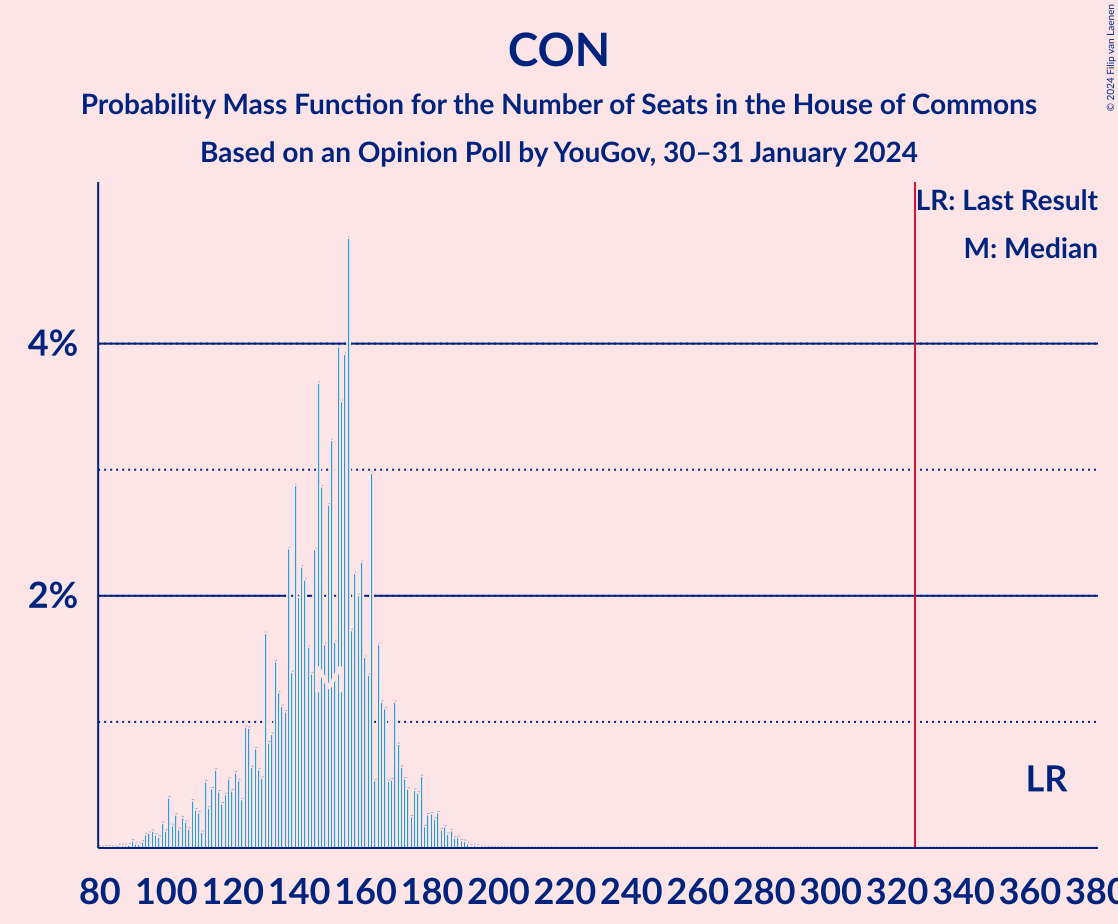 CON
Probability Mass Function for the Number of Seats in the House of Commons
Based on an Opinion Poll by YouGov, 30–31 January 2024
© 2024 Filip van Laenen
LR: Last Result
M: Median
4%
2%
M
LR
80 100 120 140 160 180 200 220 240 260 280 300 320 340 360 380